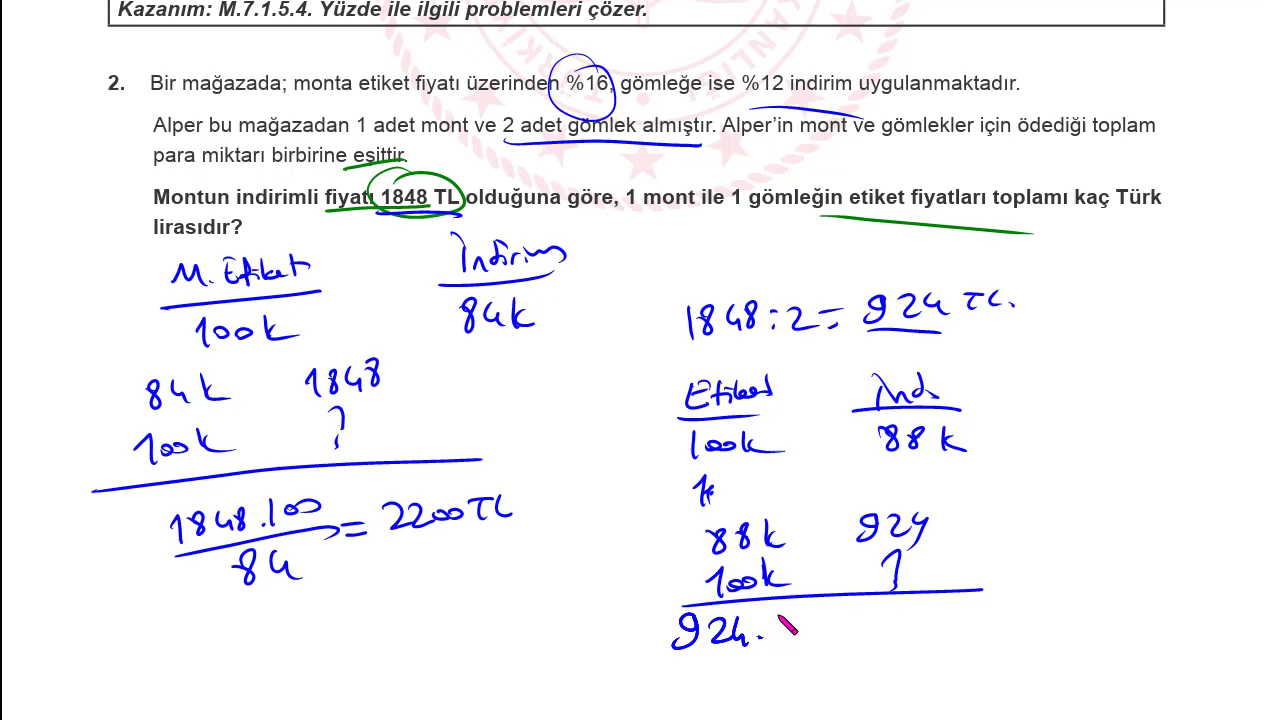 Kazanım: M.7.1.5.4. Yüzde ile ilgili problemleri çözer.
2. Bir mağazada; monta etiket fiyatı üzerinden %16, gömleğe ise %12 indirim uygulanmaktadır.
Alper bu mağazadan 1 adet mont ve 2 adet gömlek almıştır. Alper'in mont ve gömlekler için ödediği toplam
para miktarı birbirine eşittir.
Montun indirimli fiyatı 1848 TL olduğuna göre, 1 mont ile 1 gömleğin etiket fiyatları toplamı kaç Türk
lirasıdır?
M. Etiket İndirim
100k 84k
84k 1848
100k ?
1848.100 = 2200TL
84
1848:2= 924 TL.
Etiket İnd.
100k 88k
88k 924
100k ?
924.